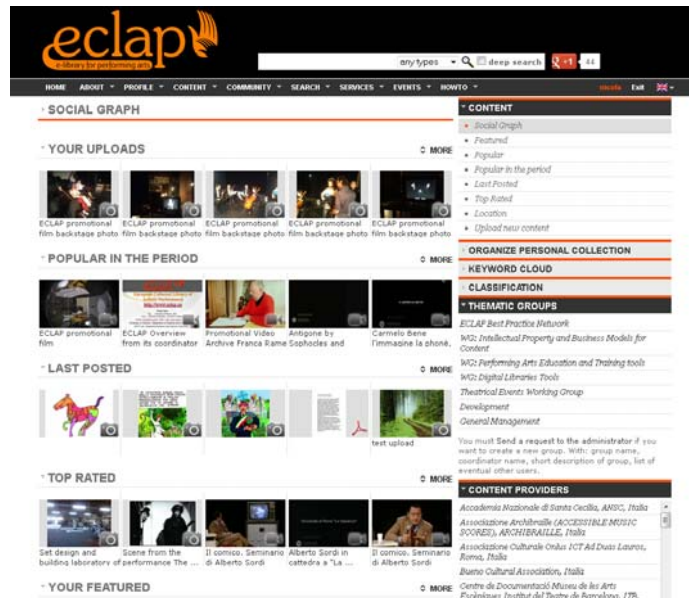 eclap
e-library for performing arts
any types
deep search
+1
44
HOME ABOUT PROFILE CONTENT COMMUNITY SEARCH SERVICES EVENTS HOWTO
Exit
SOCIAL GRAPH
YOUR UPLOADS
MORE
ECLAP promotional film backstage photo
ECLAP promotional film backstage photo
ECLAP promotional film backstage photo
ECLAP promotional film backstage photo
ECLAP promotional film backstage photo
POPULAR IN THE PERIOD
MORE
ECLAP promotional film
ECLAP Overview from its coordinator
Promotional Video Archive Franca Rame
Antigone by Sophocles and
Carmelo Bene l'immagine la phonè,
LAST POSTED
MORE
test upload
TOP RATED
MORE
Set design and building laboratory of
Scene from the performance The ...
Il comico. Seminario di Alberto Sordi
Alberto Sordi in cattedra a "La ...
Il comico. Seminario di Alberto Sordi
YOUR FEATURED
MORE
CONTENT
Social Graph
Featured
Popular
Popular in the period
Last Posted
Top Rated
Location
Upload new content
ORGANIZE PERSONAL COLLECTION
KEYWORD CLOUD
CLASSIFICATION
THEMATIC GROUPS
ECLAP Best Practice Network
WG: Intellectual Property and Business Models for
Content
WG: Performing Arts Education and Training tools
WG: Digital Libraries Tools
Theatrical Events Working Group
Development
General Management
You must Send a request to the administrator if you
want to create a new group. With: group name,
coordinator name, short description of group, list of
eventual other users.
CONTENT PROVIDERS
Accademia Nazionale di Santa Cecilia, ANSC, Italia
Associazione Archibraille (ACCESSIBLE MUSIC
SCORES), ARCHIBRAILLE, Italia
Associazione Culturale Onlus ICT Ad Duas Lauros,
Roma, Italia
Bueno Cultural Association, Italia
Centre de Documentació Museu de les Arts
Escèniques Institut del Teatre de Barcelona, ITB,